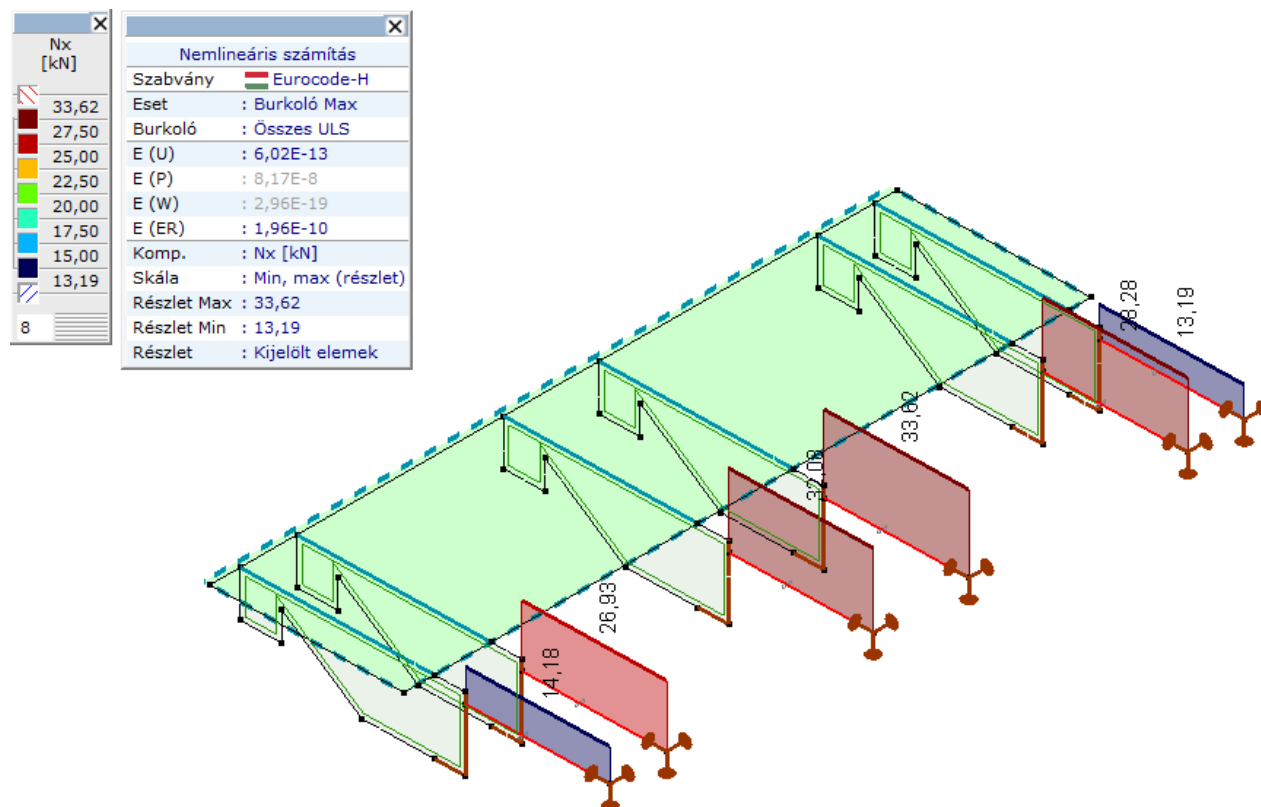 Nx
[kN]
33,62
27,50
25,00
22,50
20,00
17,50
15,00
13,19
8
Nemlineáris számítás
Szabvány Eurocode-H
Eset : Burkoló Max
Burkoló : Összes ULS
E (U) : 6,02E-13
E (P) : 8,17E-8
E (W) : 2,96E-19
E (ER) : 1,96E-10
Komp. : Nx [kN]
Skála : Min, max (részlet)
Részlet Max : 33,62
Részlet Min : 13,19
Részlet : Kijelölt elemek
28,28
13,19
33,62
32,08
26,93
14,18